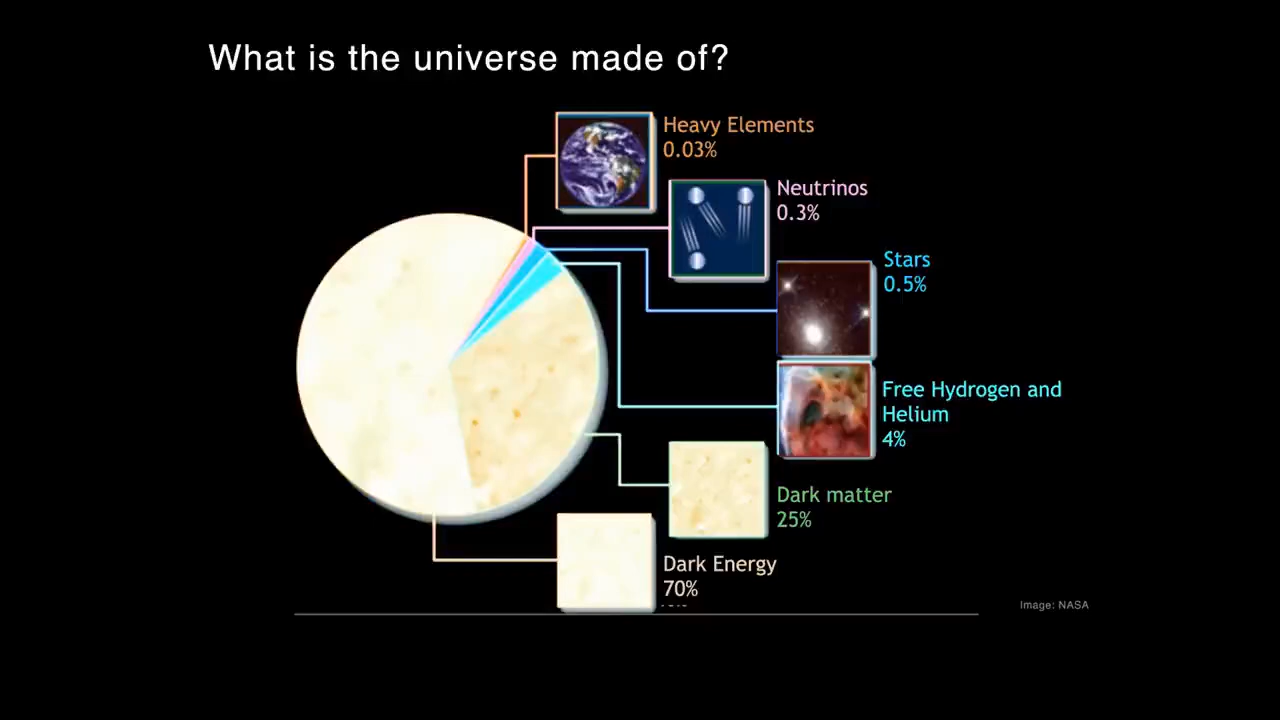 What is the universe made of?
Heavy Elements
0.03%
Neutrinos
0.3%
Stars
0.5%
Free Hydrogen and
Helium
4%
Dark matter
25%
Dark Energy
70%
Image: NASA